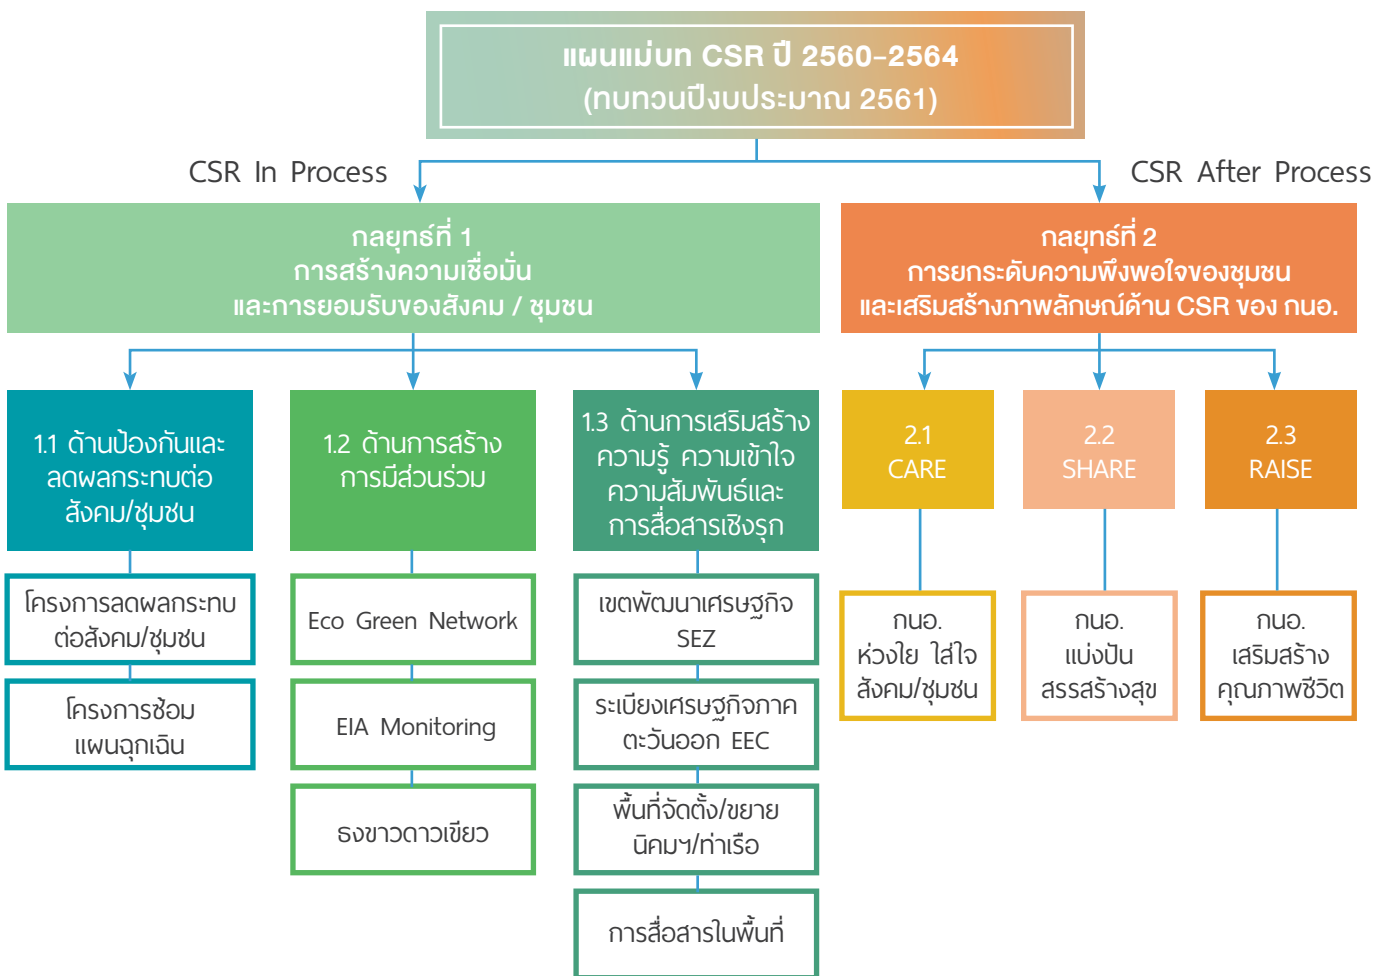 แผนแม่บท CSR ปี 2560-2564
(ทบทวนปีงบประมาณ 2561)
CSR In Process
CSR After Process
กลยุทธ์ที่ 1
การสร้างความเชื่อมั่น
และการยอมรับของสังคม / ชุมชน
กลยุทธ์ที่ 2
การยกระดับความพึงพอใจของชุมชน
และเสริมสร้างภาพลักษณ์ด้าน CSR ของ กนอ.
1.1 ด้านป้องกันและ
ลดผลกระทบต่อ
สังคม/ชุมชน
1.2 ด้านการสร้าง
การมีส่วนร่วม
1.3 ด้านการเสริมสร้าง
ความรู้ ความเข้าใจ
ความสัมพันธ์และ
การสื่อสารเชิงรุก
2.1
CARE
2.2
SHARE
2.3
RAISE
โครงการลดผลกระทบ
ต่อสังคม/ชุมชน
โครงการซ้อม
แผนฉุกเฉิน
Eco Green Network
EIA Monitoring
ธงขาวดาวเขียว
เขตพัฒนาเศรษฐกิจ
SEZ
ระเบียงเศรษฐกิจภาค
ตะวันออก EEC
พื้นที่จัดตั้ง/ขยาย
นิคมฯ/ท่าเรือ
การสื่อสารในพื้นที่
กนอ.
ห่วงใย ใส่ใจ
สังคม/ชุมชน
กนอ.
แบ่งปัน
สรรสร้างสุข
กนอ.
เสริมสร้าง
คุณภาพชีวิต